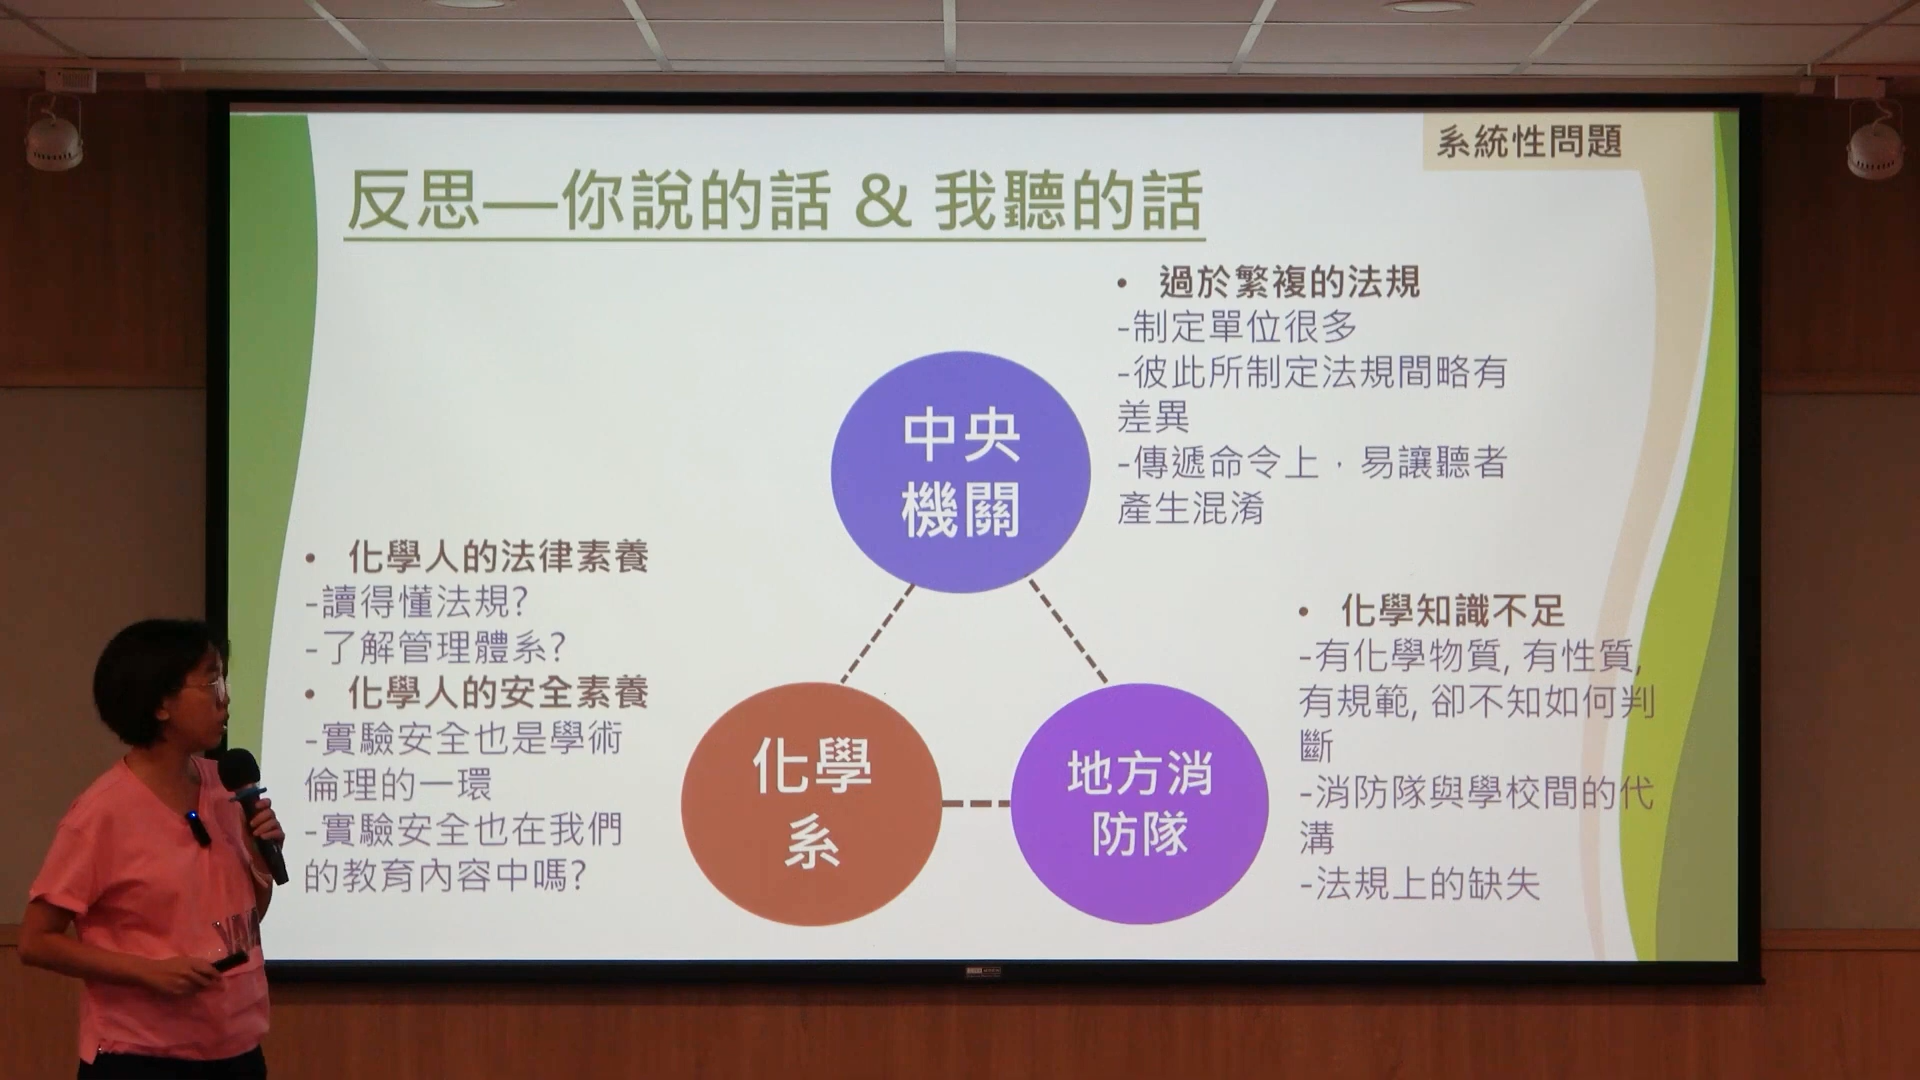 系統性問題
反思—你說的話 & 我聽的話
• 過於繁複的法規
-制定單位很多
-彼此所制定法規間略有
差異
-傳遞命令上，易讓聽者
產生混淆
中央
機關
• 化學人的法律素養
-讀得懂法規?
-了解管理體系?
• 化學人的安全素養
-實驗安全也是學術
倫理的一環
-實驗安全也在我們
的教育內容中嗎?
化學
系
地方消
防隊
• 化學知識不足
-有化學物質, 有性質,
有規範, 卻不知如何判
斷
-消防隊與學校間的代
溝
-法規上的缺失